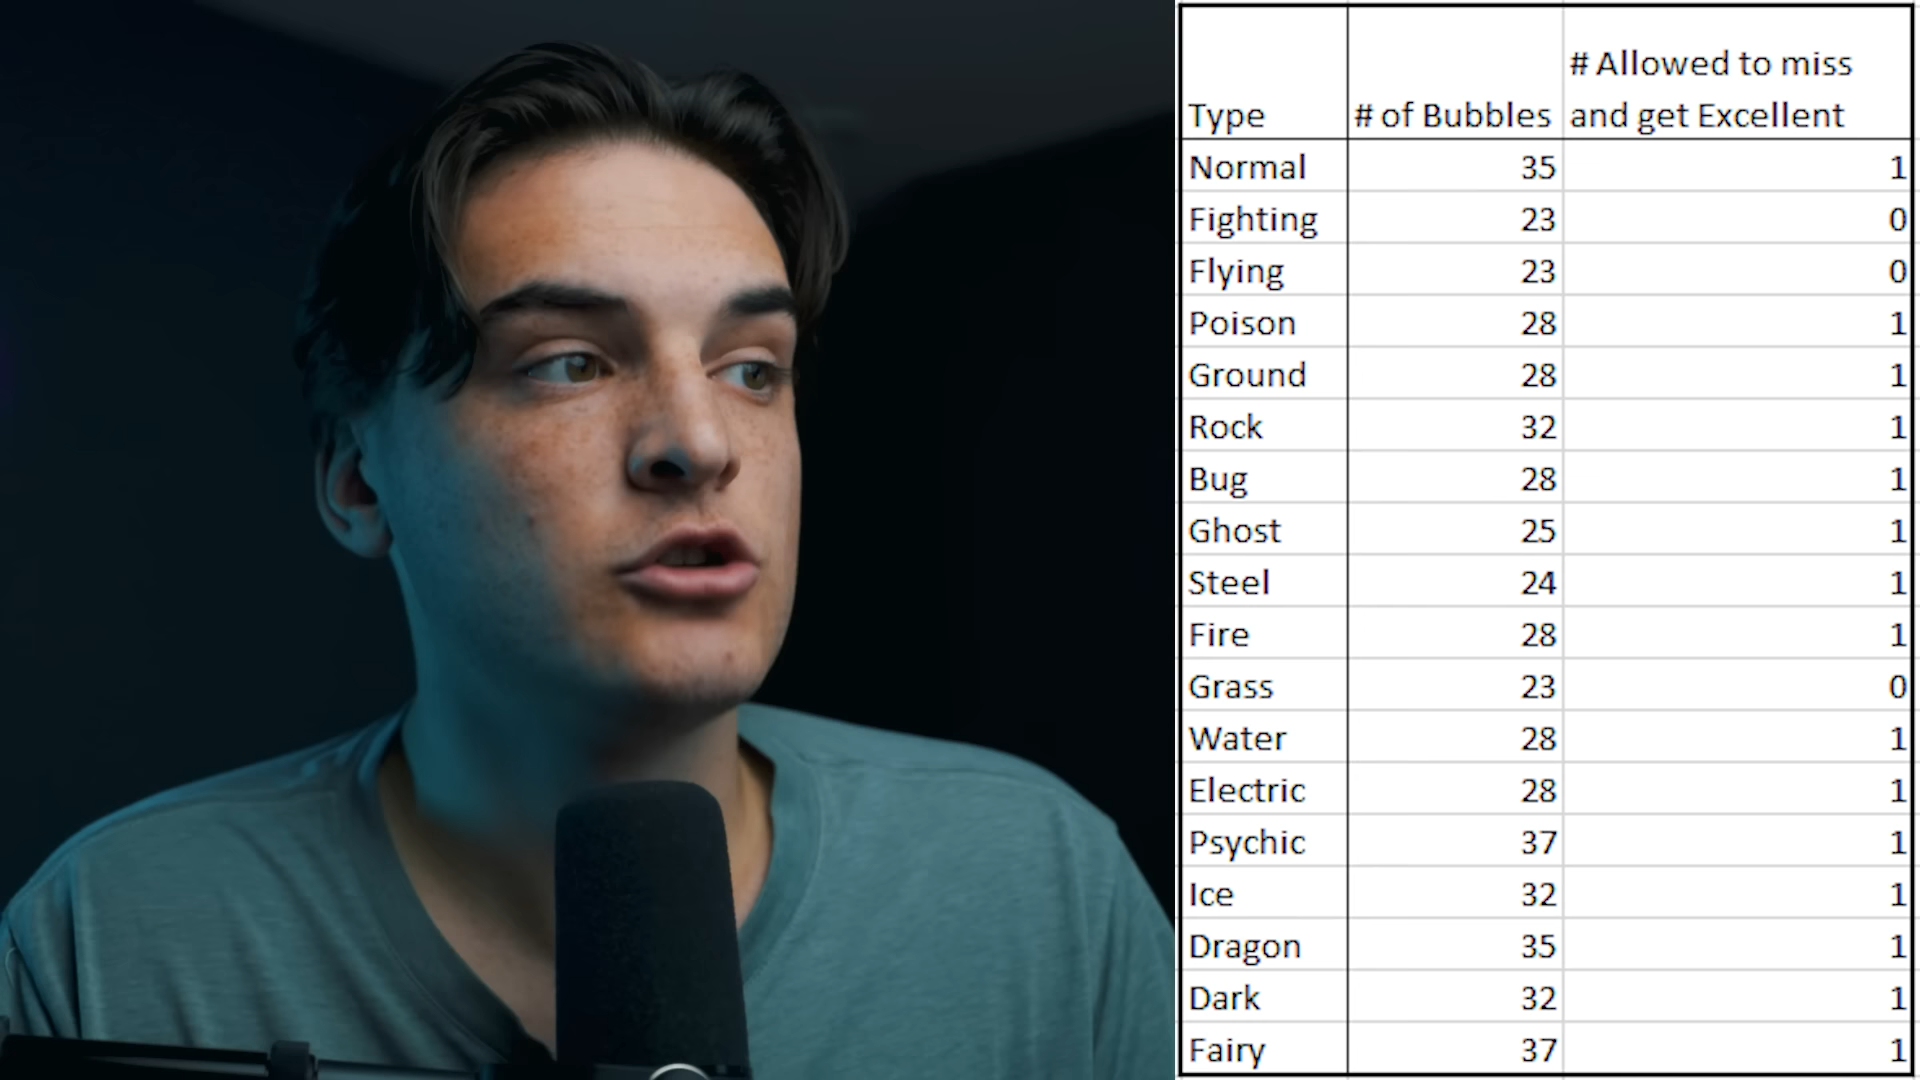 Type # of Bubbles # Allowed to miss and get Excellent
Normal 35 1
Fighting 23 0
Flying 23 0
Poison 28 1
Ground 28 1
Rock 32 1
Bug 28 1
Ghost 25 1
Steel 24 1
Fire 28 1
Grass 23 0
Water 28 1
Electric 28 1
Psychic 37 1
Ice 32 1
Dragon 35 1
Dark 32 1
Fairy 37 1